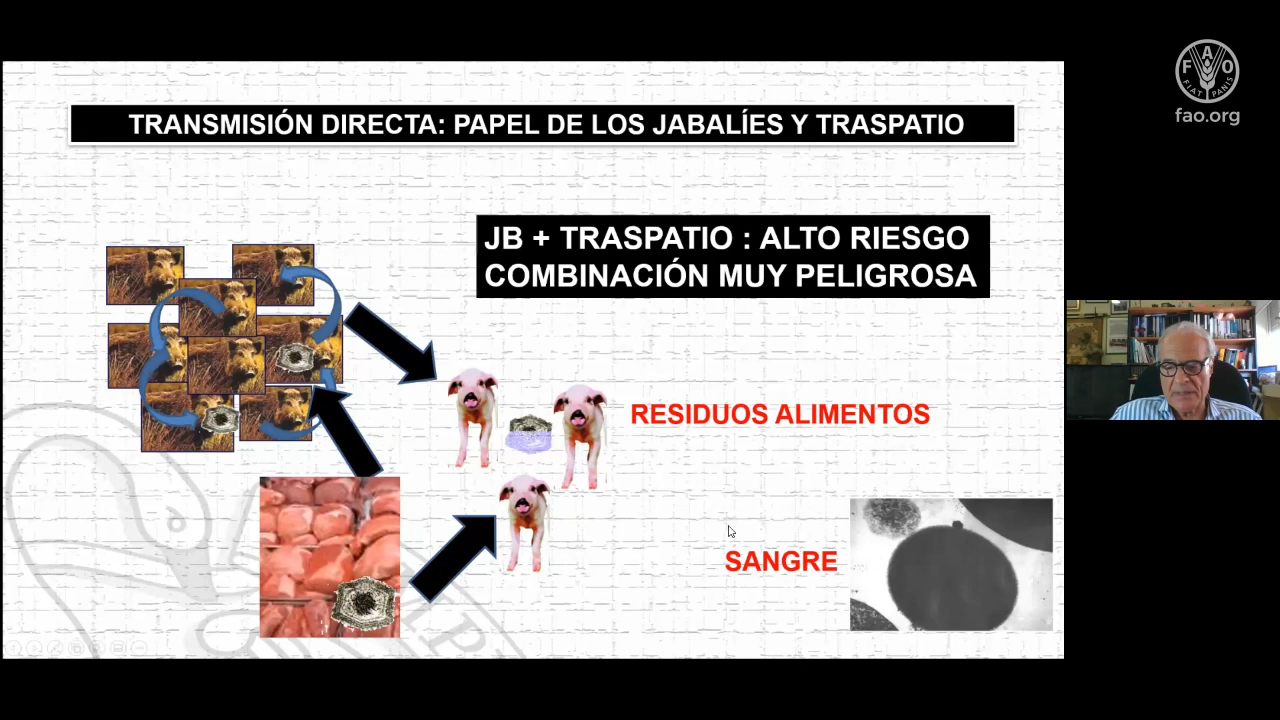 TRANSMISIÓN DIRECTA: PAPEL DE LOS JABALÍES Y TRASPATIO
JB + TRASPATIO : ALTO RIESGO
COMBINACIÓN MUY PELIGROSA
RESIDUOS ALIMENTOS
SANGRE
FAO
FIAT PANIS
fao.org